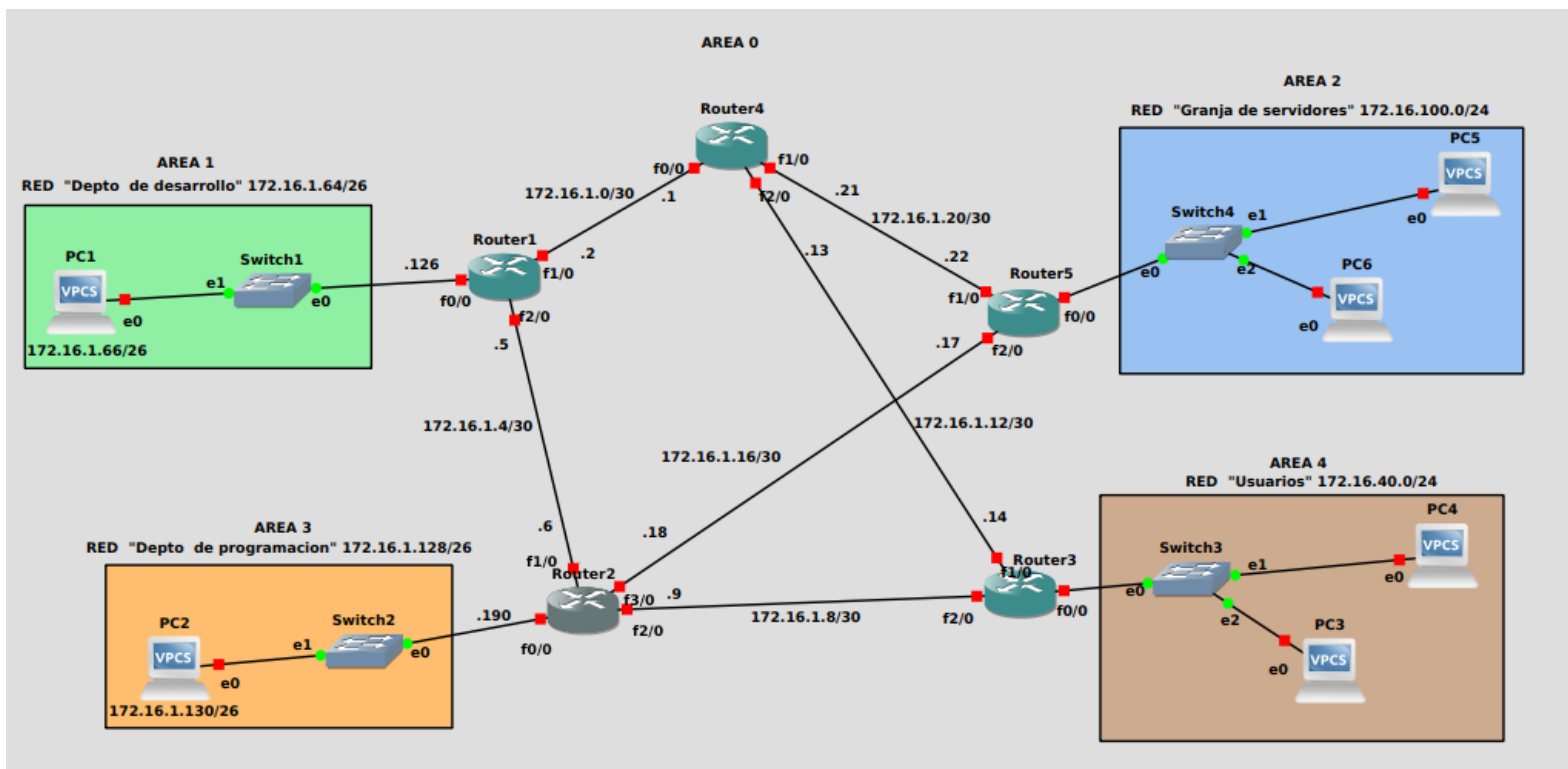 AREA 0
AREA 1
RED "Depto de desarrollo" 172.16.1.64/26
PC1
VPCS
e0
172.16.1.66/26
e1
Switch1
e0
.126
f0/0
Router1
f1/0
.2
f2/0
.5
172.16.1.0/30
.1
Router4
f0/0
f1/0
f2/0
.21
172.16.1.20/30
.22
.13
AREA 2
RED "Granja de servidores" 172.16.100.0/24
Router5
f1/0
f0/0
f2/0
.17
e0
Switch4
e1
e2
PC5
VPCS
e0
PC6
VPCS
e0
172.16.1.4/30
172.16.1.16/30
172.16.1.12/30
AREA 3
RED "Depto de programacion" 172.16.1.128/26
PC2
VPCS
e0
172.16.1.130/26
e1
Switch2
e0
.190
f0/0
.6
f1/0
Router2
.18
f3/0
.9
f2/0
172.16.1.8/30
.14
Router3
f1/0
f2/0
f0/0
AREA 4
RED "Usuarios" 172.16.40.0/24
e0
Switch3
e1
e2
PC4
VPCS
e0
PC3
VPCS
e0